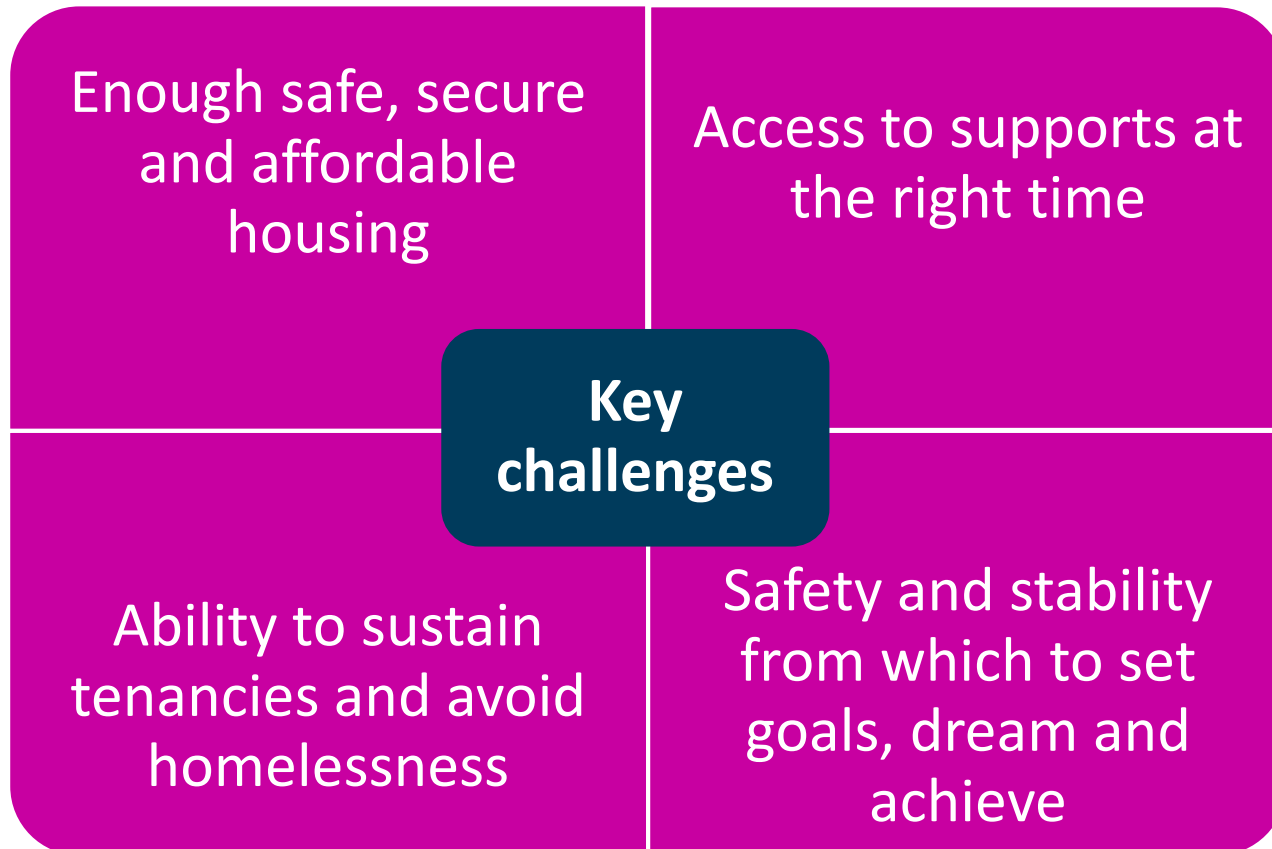 Enough safe, secure
and affordable
housing
Access to supports at
the right time
Key
challenges
Ability to sustain
tenancies and avoid
homelessness
Safety and stability
from which to set
goals, dream and
achieve